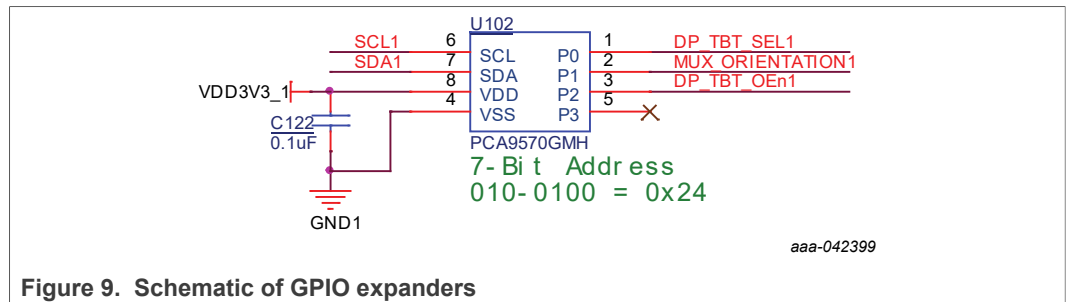 U102
SCL1 6 SCL P0 1 DP_TBT_SEL1
SDA1 7 SDA P1 2 MUX_ORIENTATION1
VDD3V3_1 8 VDD P2 3 DP_TBT_OEn1
4 VSS P3 5
C122
0.1uF
PCA9570GMH
7-Bit Address
010-0100 = 0x24
GND1
aaa-042399
Figure 9. Schematic of GPIO expanders